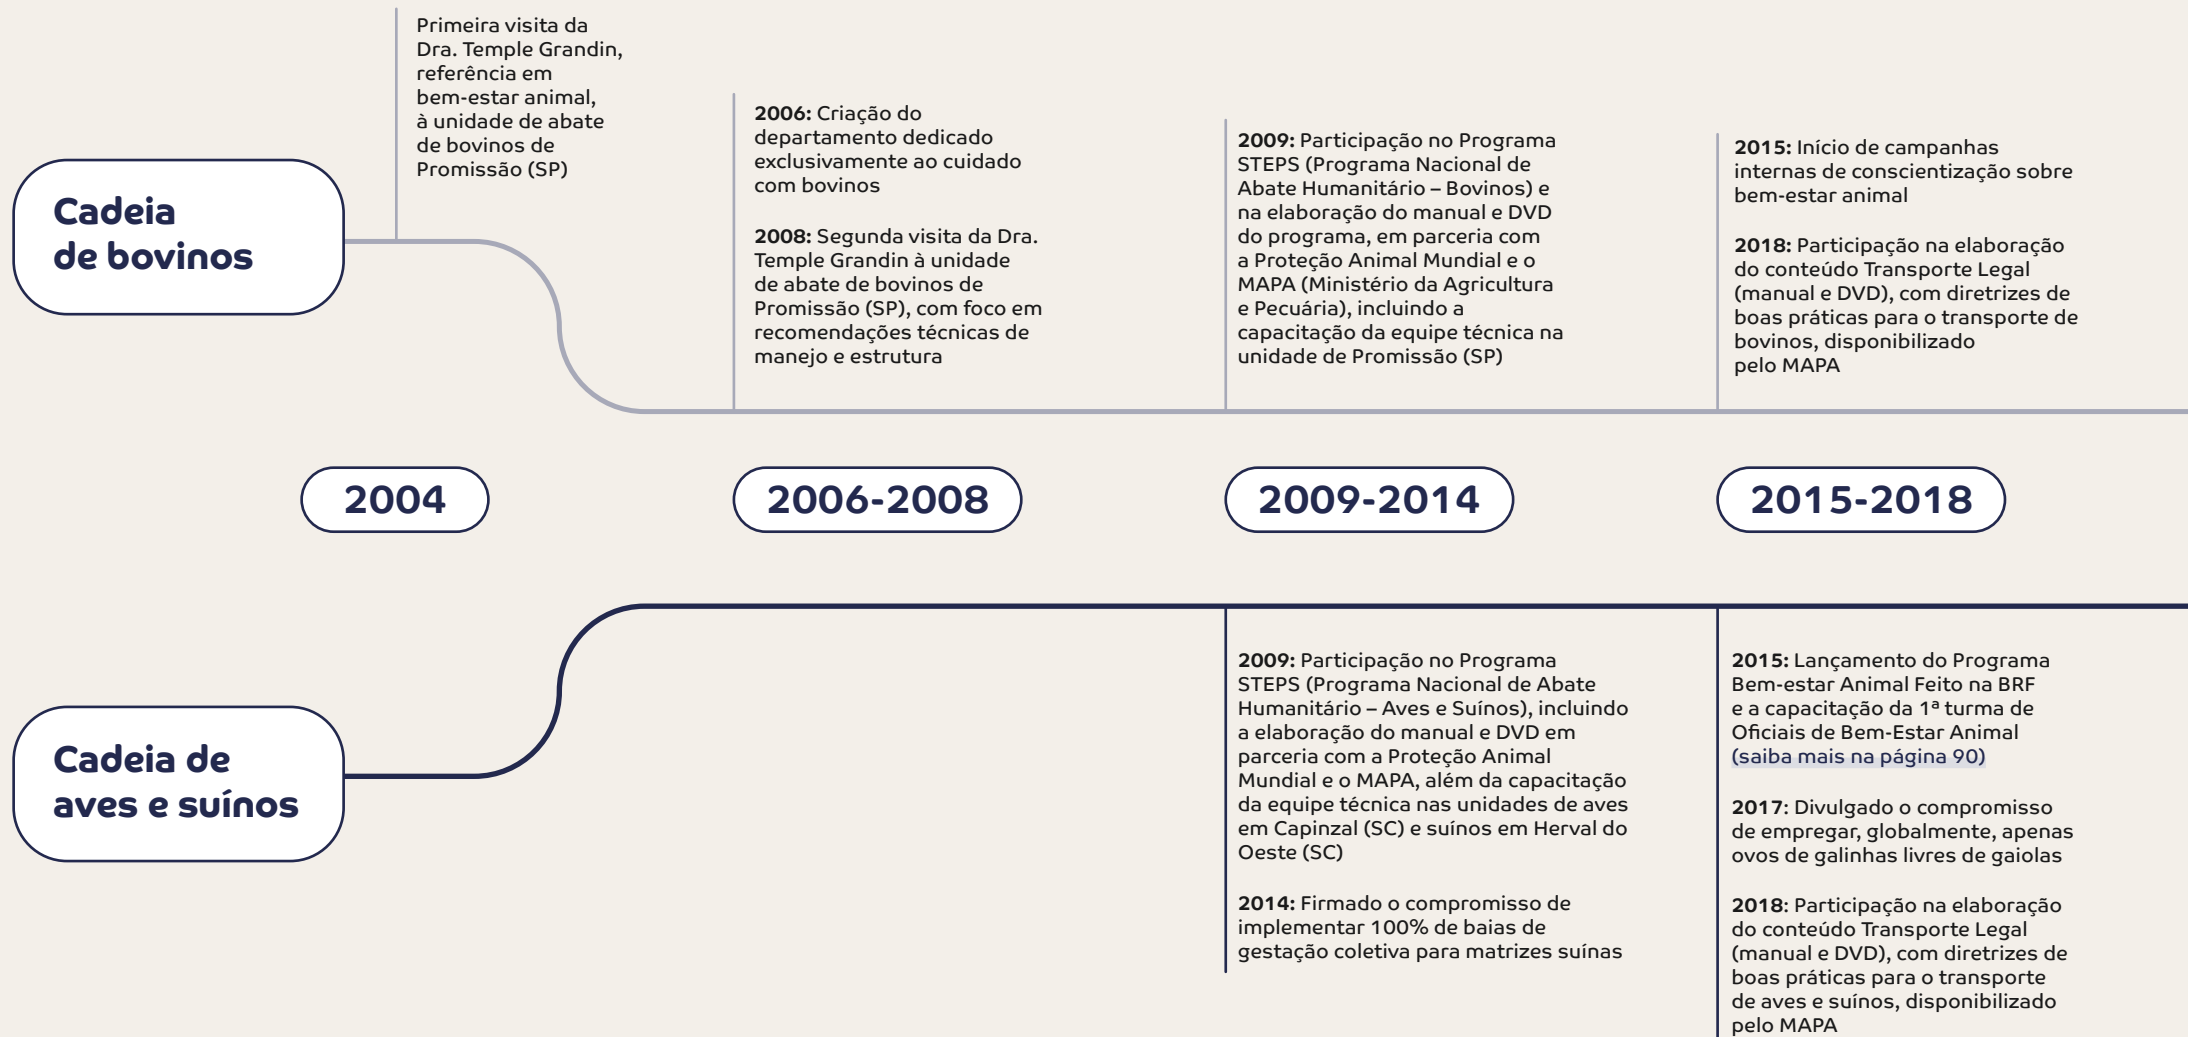 Cadeia
de bovinos
Primeira visita da
Dra. Temple Grandin,
referência em
bem-estar animal,
à unidade de abate
de bovinos de
Promissão (SP)
2006: Criação do
departamento dedicado
exclusivamente ao cuidado
com bovinos
2008: Segunda visita da Dra.
Temple Grandin à unidade
de abate de bovinos de
Promissão (SP), com foco em
recomendações técnicas de
manejo e estrutura
2009: Participação no Programa
STEPS (Programa Nacional de
Abate Humanitário – Bovinos) e
na elaboração do manual e DVD
do programa, em parceria com
a Proteção Animal Mundial e o
MAPA (Ministério da Agricultura
e Pecuária), incluindo a
capacitação da equipe técnica na
unidade de Promissão (SP)
2015: Início de campanhas
internas de conscientização sobre
bem-estar animal
2018: Participação na elaboração
do conteúdo Transporte Legal
(manual e DVD), com diretrizes de
boas práticas para o transporte de
bovinos, disponibilizado
pelo MAPA
2004
2006-2008
2009-2014
2015-2018
Cadeia de
aves e suínos
2009: Participação no Programa
STEPS (Programa Nacional de Abate
Humanitário – Aves e Suínos), incluindo
a elaboração do manual e DVD em
parceria com a Proteção Animal
Mundial e o MAPA, além da capacitação
da equipe técnica nas unidades de aves
em Capinzal (SC) e suínos em Herval do
Oeste (SC)
2014: Firmado o compromisso de
implementar 100% de baias de
gestação coletiva para matrizes suínas
2015: Lançamento do Programa
Bem-estar Animal Feito na BRF
e a capacitação da 1ª turma de
Oficiais de Bem-Estar Animal
(saiba mais na página 90)
2017: Divulgado o compromisso
de empregar, globalmente, apenas
ovos de galinhas livres de gaiolas
2018: Participação na elaboração
do conteúdo Transporte Legal
(manual e DVD), com diretrizes de
boas práticas para o transporte
de aves e suínos, disponibilizado
pelo MAPA